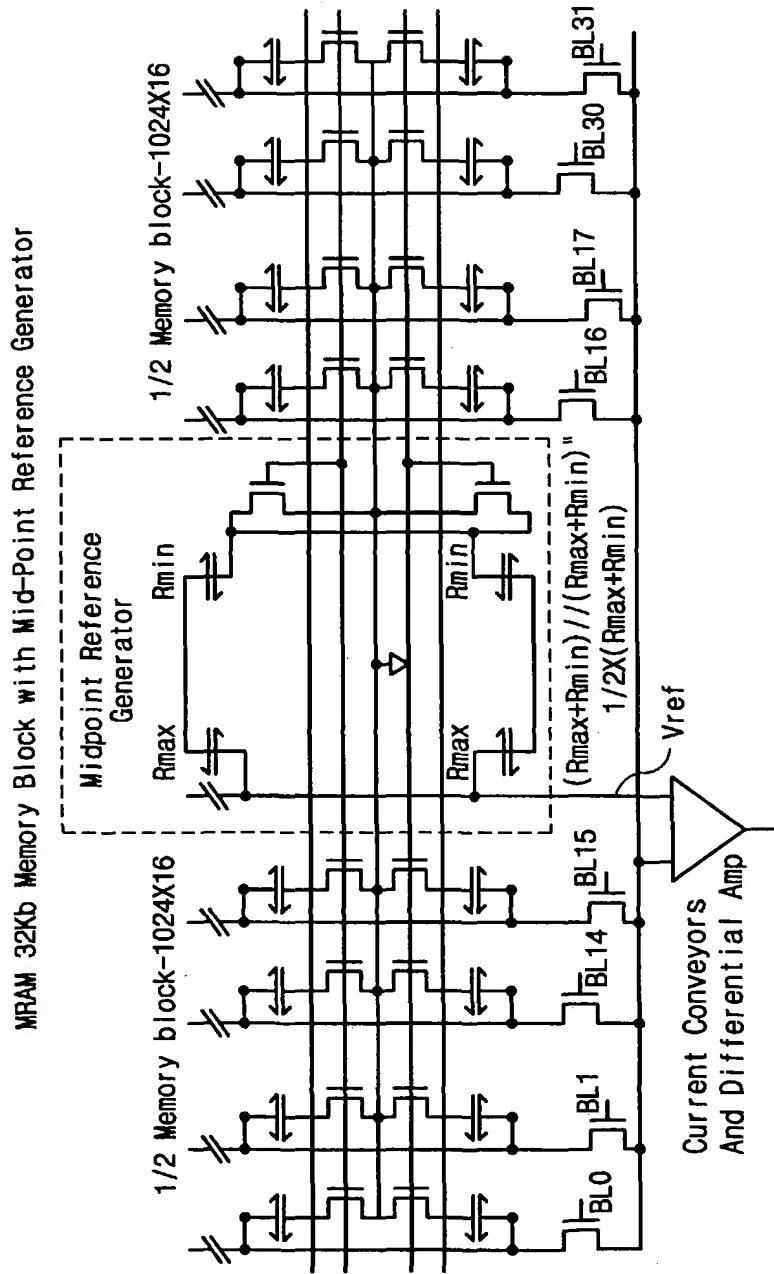 MRAM 32Kb Memory Block with Mid-Point Reference Generator
1/2 Memory block-1024X16
1/2 Memory block-1024X16
Midpoint Reference
Generator
Rmax
Rmin
Rmax
Rmin
(Rmax+Rmin)//(Rmax+Rmin)"
1/2X(Rmax+Rmin)
BL0
BL1
BL14
BL15
BL16
BL17
BL30
BL31
Vref
Current Conveyors
And Differential Amp